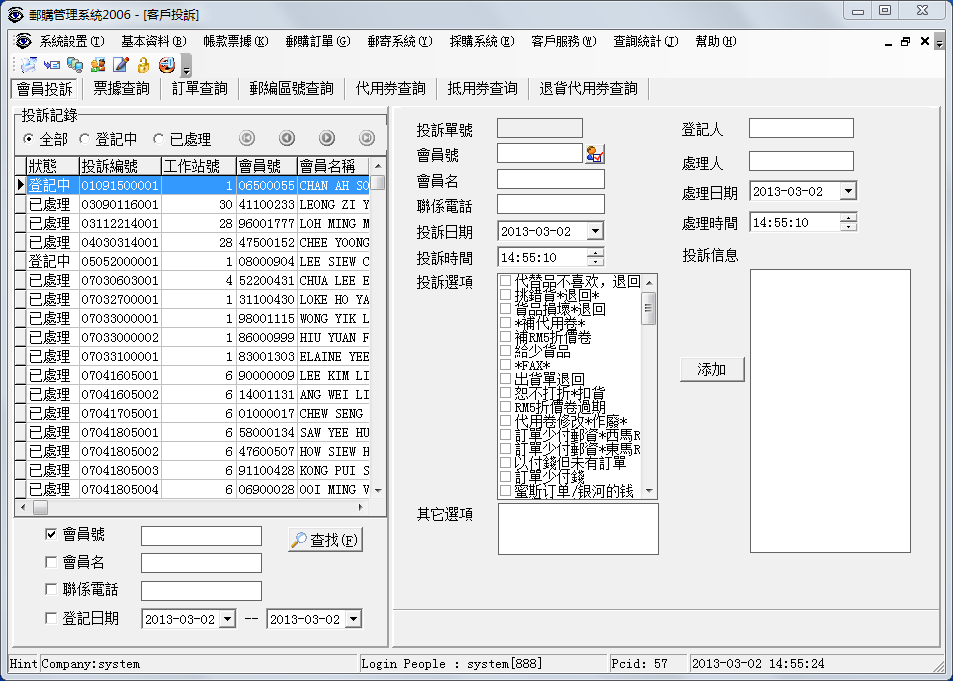 郵購管理系統2006 - [客戶投訴]
系統設置(T) 基本資料(B) 帳款票據(K) 郵購訂單(G) 郵寄系統(Y) 採購系統(E) 客戶服務(W) 查詢統計(J) 幫助(H)
會員投訴 票據查詢 訂單查詢 郵編區號查詢 代用券查詢 抵用券查询 退貨代用券查詢
投訴記錄
全部 登記中 已處理
狀態 投訴編號 工作站號 會員號 會員名稱
登記中 01091500001 1 06500055 CHAN AH SO
已處理 03090116001 30 41100233 LEONG ZI Y
已處理 03112214001 28 96001777 LOH MING M
已處理 04030314001 28 47500152 CHEE YOONG
登記中 05052000001 1 08000904 LEE SIEW C
已處理 07030603001 4 52200431 CHUA LEE E
已處理 07032700001 1 31100430 LOKE HO YA
已處理 07033000001 1 98001115 WONG YIK L
已處理 07033000002 1 86000999 HIU YUAN F
已處理 07033100001 1 83001303 ELAINE YEE
已處理 07041605001 6 90000009 LEE KIM LI
已處理 07041605002 6 14001131 ANG WEI LI
已處理 07041705001 6 01000017 CHEW SENG
已處理 07041805001 6 58000134 SAW YEE HU
已處理 07041805002 6 47600507 HOW SIEW H
已處理 07041805003 6 91100428 KONG PUI S
已處理 07041805004 6 06900028 OOI MING V
會員號
會員名
聯係電話
登記日期 2013-03-02 -- 2013-03-02
查找(F)
投訴單號
會員號
會員名
聯係電話
投訴日期 2013-03-02
投訴時間 14:55:10
投訴選項
代替品不喜欢，退回
挑錯貨*退回*
貨品損壞*退回
*補代用卷*
補RM5折價卷
給少貨品
*FAX*
出貨單退回
恕不打折*扣貨
RM5折價卷過期
代用卷修改*作廢*
訂單少付郵資*西馬R
訂單少付郵資*東馬R
以付錢但未有訂單
訂單少付錢
蜜斯订单/银河的钱
其它選項
登記人
處理人
處理日期 2013-03-02
處理時間 14:55:10
投訴信息
添加
Hint Company:system Login People : system[888] Pcid: 57 2013-03-02 14:55:24